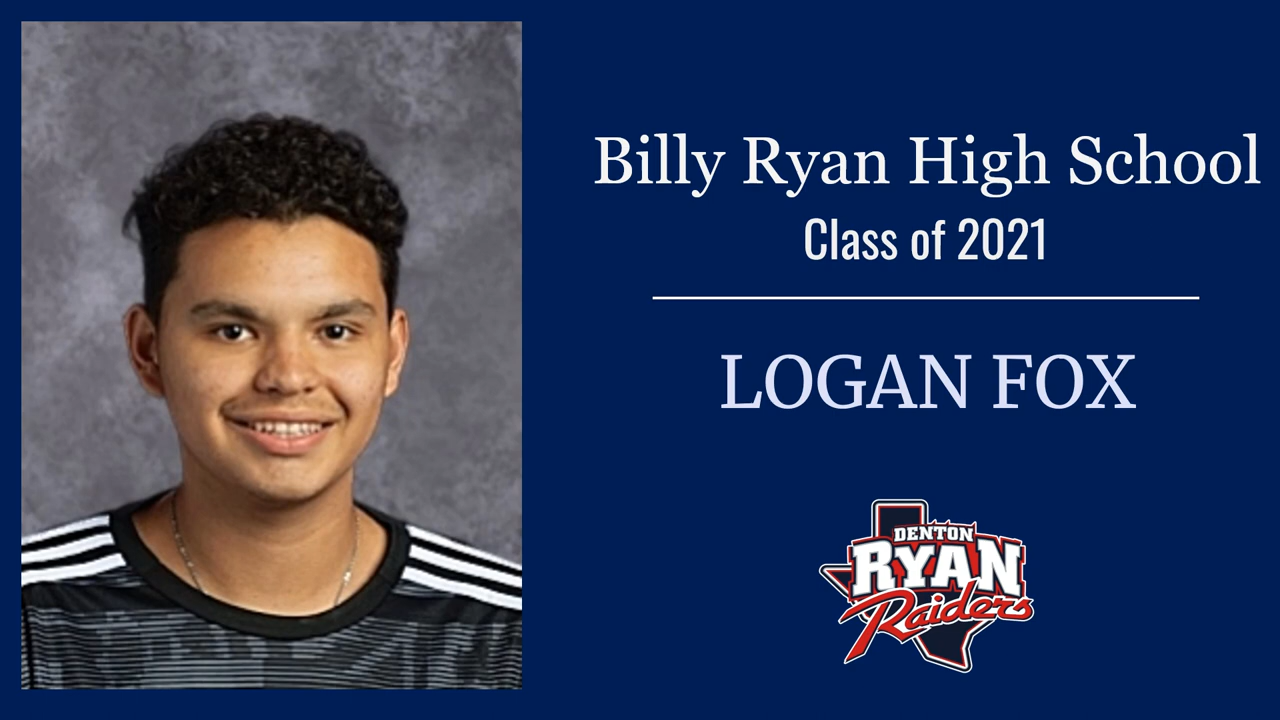 Billy Ryan High School
Class of 2021
LOGAN FOX
DENTON
RYAN
Raiders